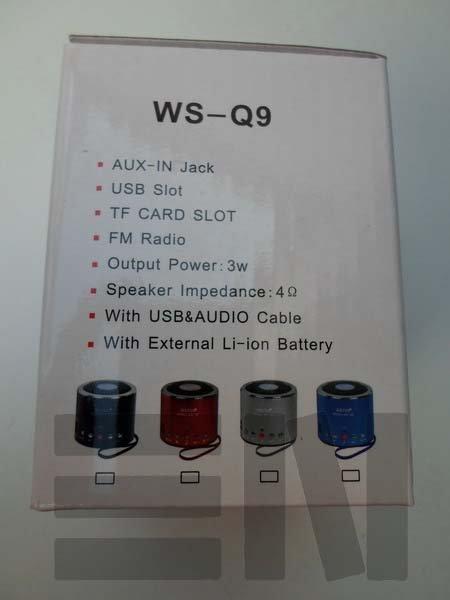 WS-Q9
AUX-IN Jack
USB Slot
TF CARD SLOT
FM Radio
Output Power:3w
Speaker Impedance:4Ω
With USB&AUDIO Cable
With External Li-ion Battery